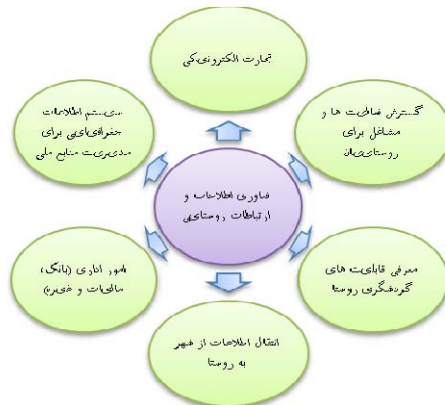 تجارت الکترونیکی
گسترش فعالیت ها و
مشاغل برای
روستاییان
معرفی قابلیت های
گردشگری روستا
انتقال اطلاعات از شهر
به روستا
امور اداری (بانک،
مالیات و غیره)
سیستم اطلاعات
جغرافیایی برای
مدیریت منابع ملی
فناوری اطلاعات و
ارتباطات روستایی